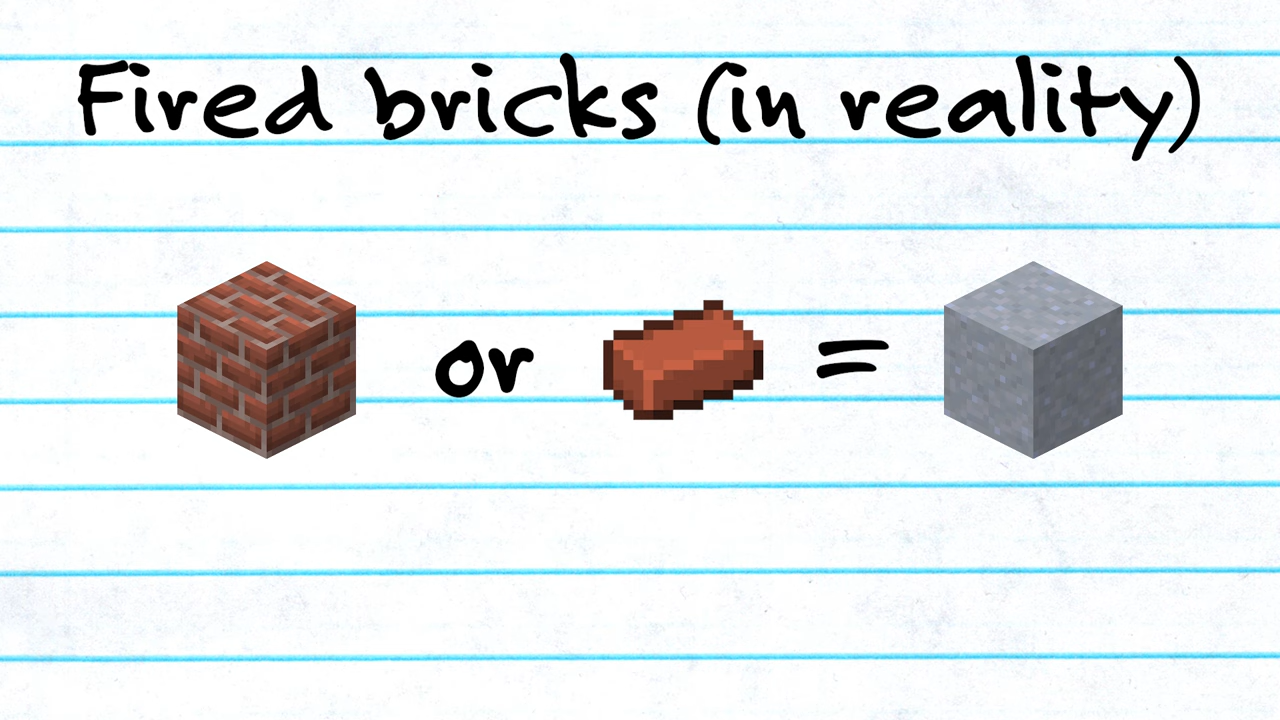 Fired bricks (in reality)
or =